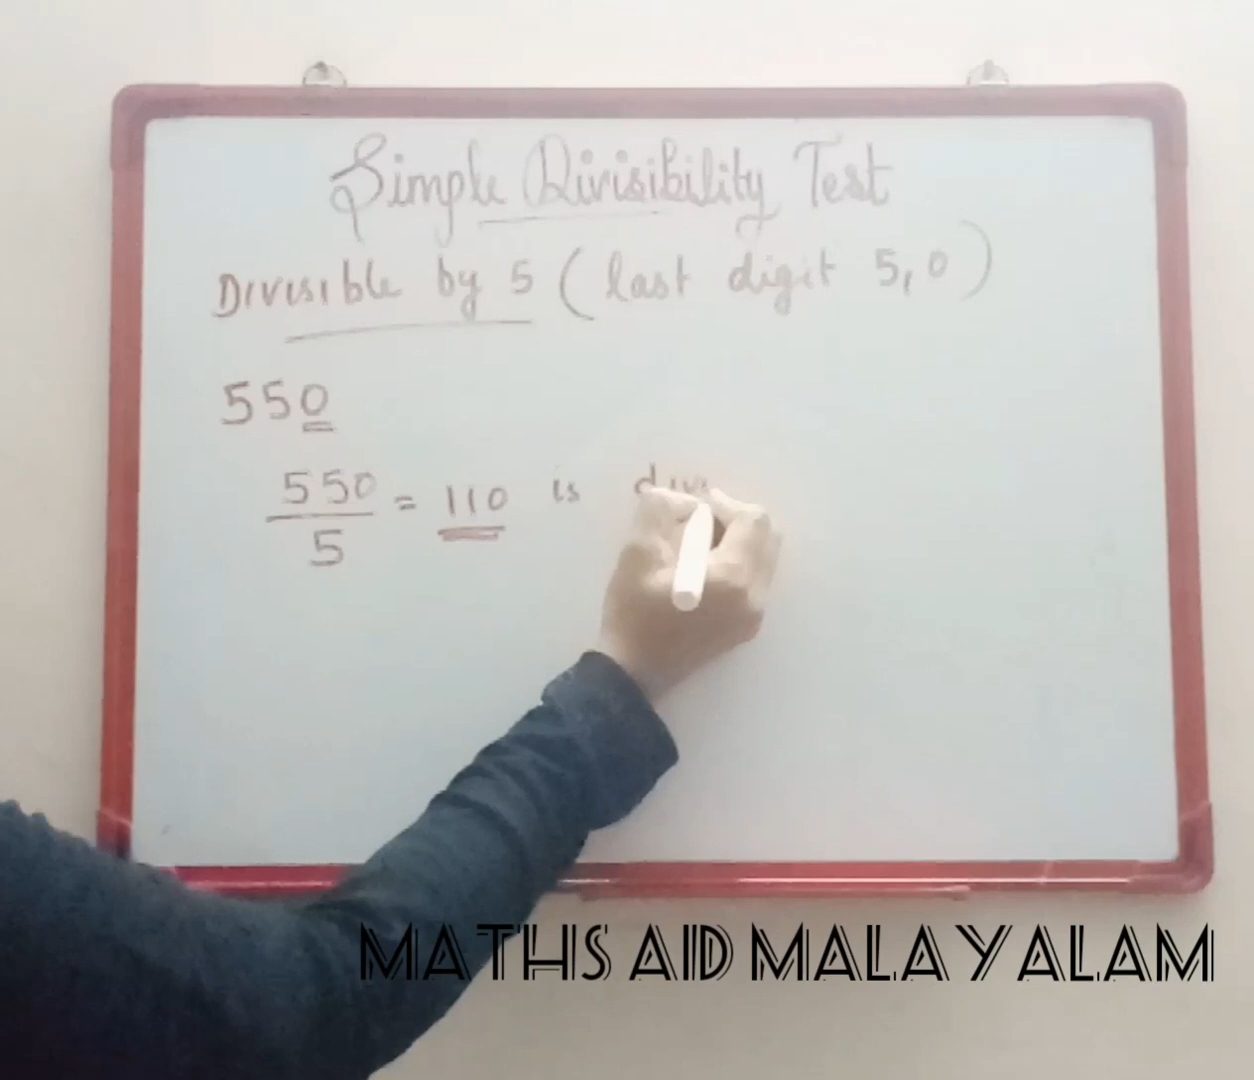 Simple Divisibility Test
Divisible by 5 (last digit 5,0)
550
550
5
= 110 is
MATHS AID MALAYALAM